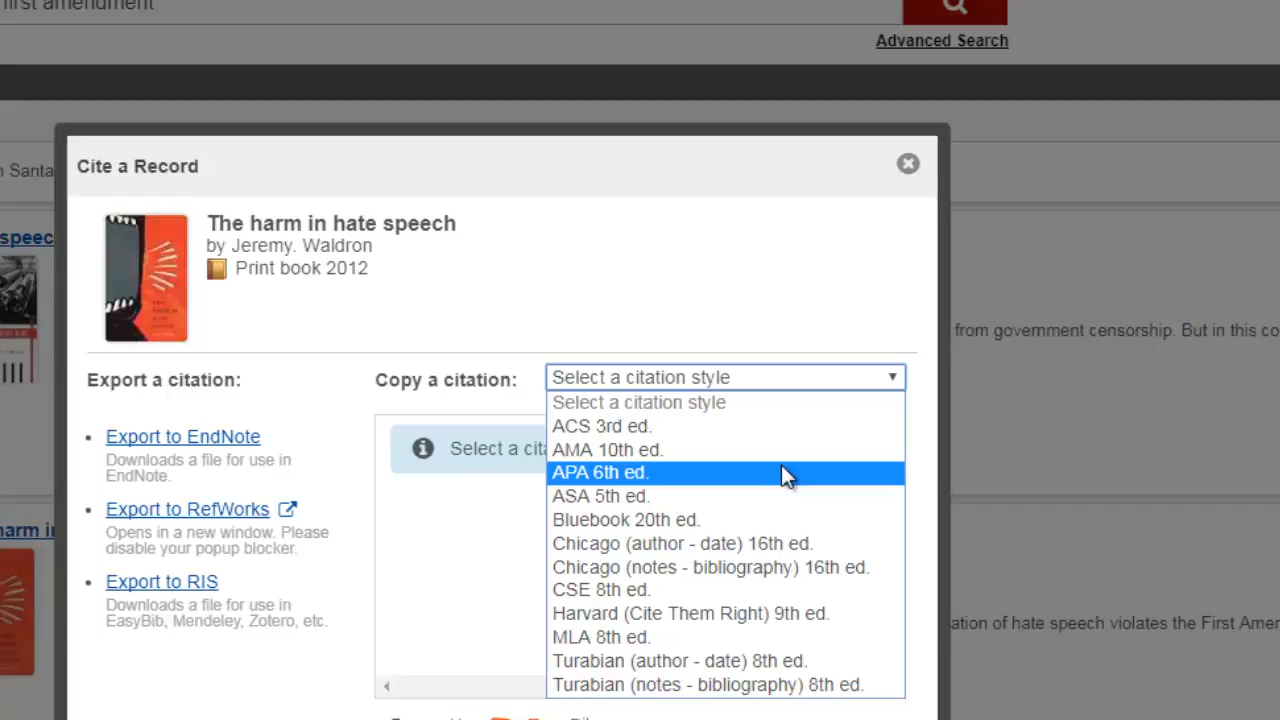 first amendment
Advanced Search
n Santa
Cite a Record
The harm in hate speech
by Jeremy. Waldron
Print book 2012
speec
from government censorship. But in this co
Export a citation:
Copy a citation:
Select a citation style
Select a citation style
ACS 3rd ed.
AMA 10th ed.
APA 6th ed.
ASA 5th ed.
Bluebook 20th ed.
Chicago (author - date) 16th ed.
Chicago (notes - bibliography) 16th ed.
CSE 8th ed.
Harvard (Cite Them Right) 9th ed.
MLA 8th ed.
Turabian (author - date) 8th ed.
Turabian (notes - bibliography) 8th ed.
Select a cita
Export to EndNote
Downloads a file for use in
EndNote.
Export to RefWorks
Opens in a new window. Please
disable your popup blocker.
Export to RIS
Downloads a file for use in
EasyBib, Mendeley, Zotero, etc.
harm in
ation of hate speech violates the First Amer